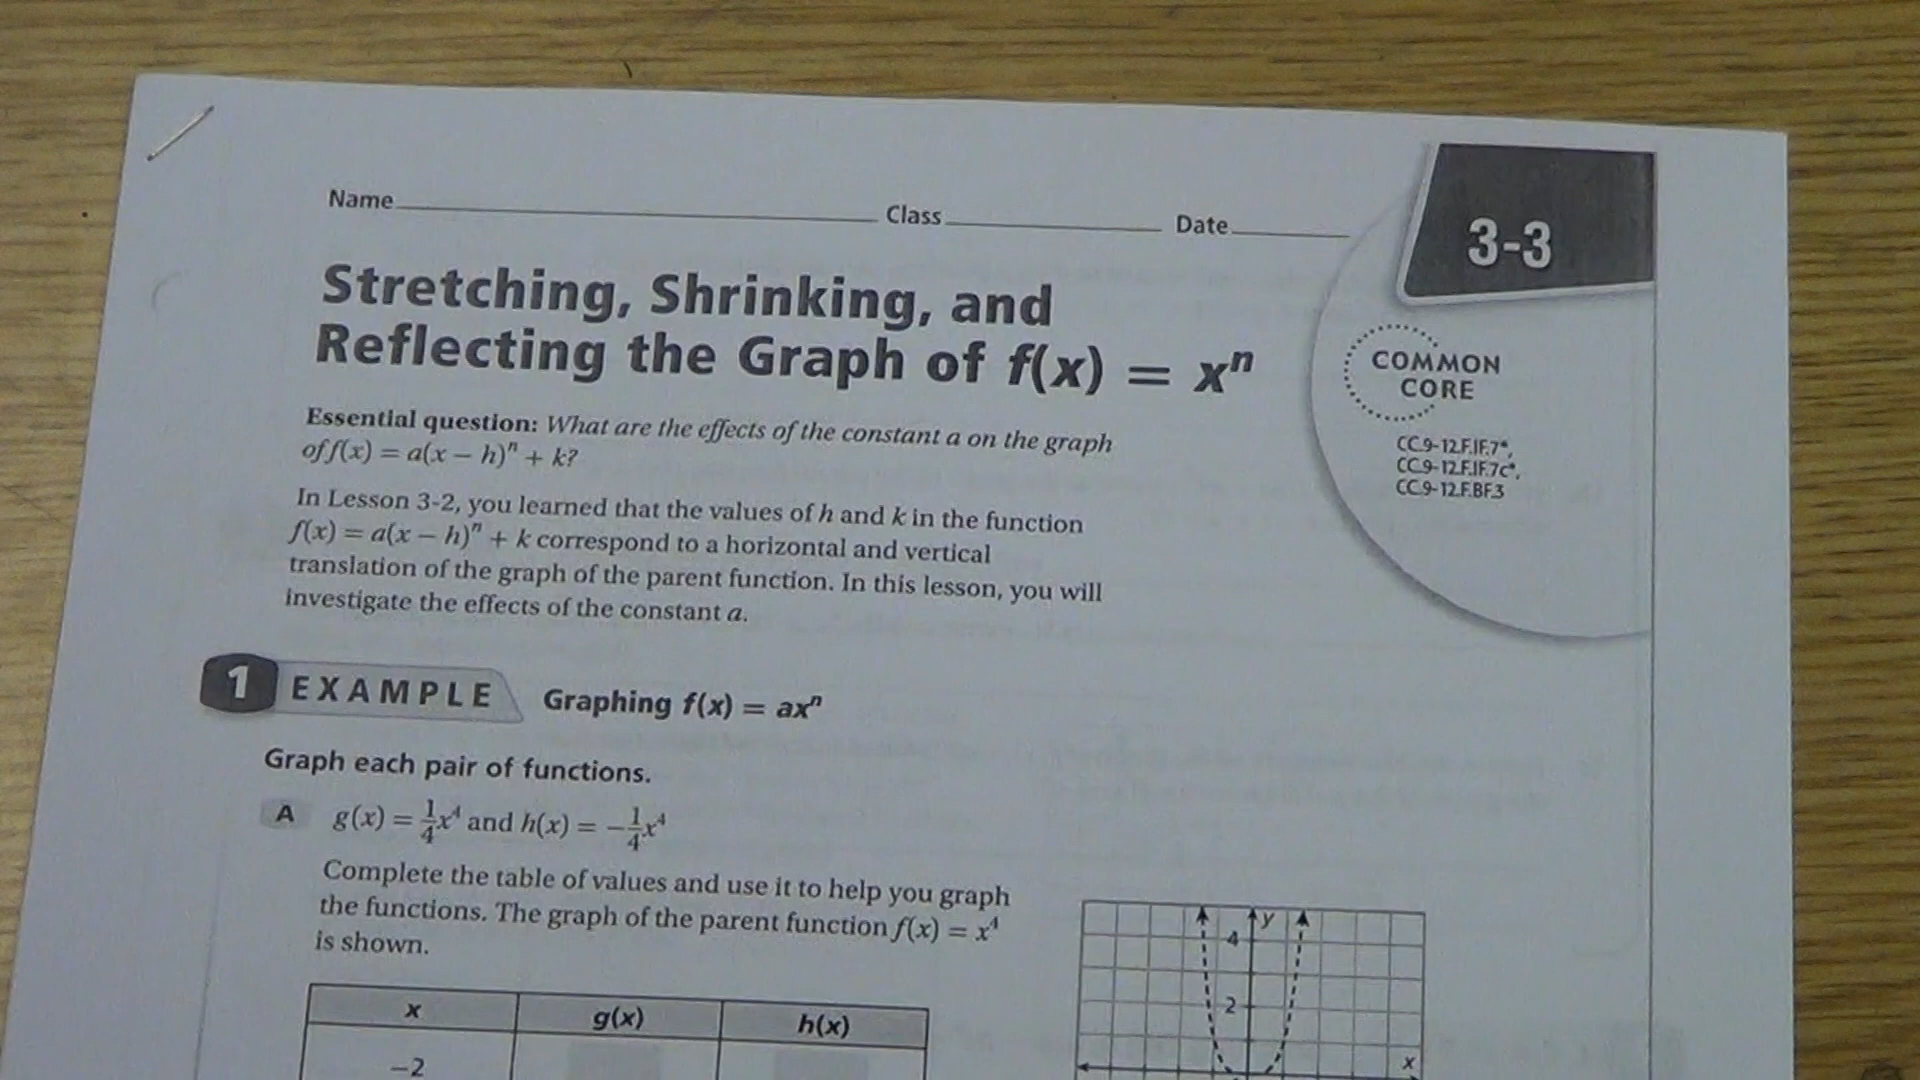 Name Class Date
3-3
Stretching, Shrinking, and
Reflecting the Graph of f(x) = xⁿ
COMMON
CORE
CC.9-12.F.IF.7*,
CC.9-12.F.IF.7c*,
CC.9-12.F.BF.3
Essential question: What are the effects of the constant a on the graph
of f(x) = a(x – h)ⁿ + k?
In Lesson 3-2, you learned that the values of h and k in the function
f(x) = a(x – h)ⁿ + k correspond to a horizontal and vertical
translation of the graph of the parent function. In this lesson, you will
investigate the effects of the constant a.
1 EXAMPLE Graphing f(x) = axⁿ
Graph each pair of functions.
A g(x) = 1/4x⁴ and h(x) = –1/4x⁴
Complete the table of values and use it to help you graph
the functions. The graph of the parent function f(x) = x⁴
is shown.
x g(x) h(x)
–2
y
4
2
x